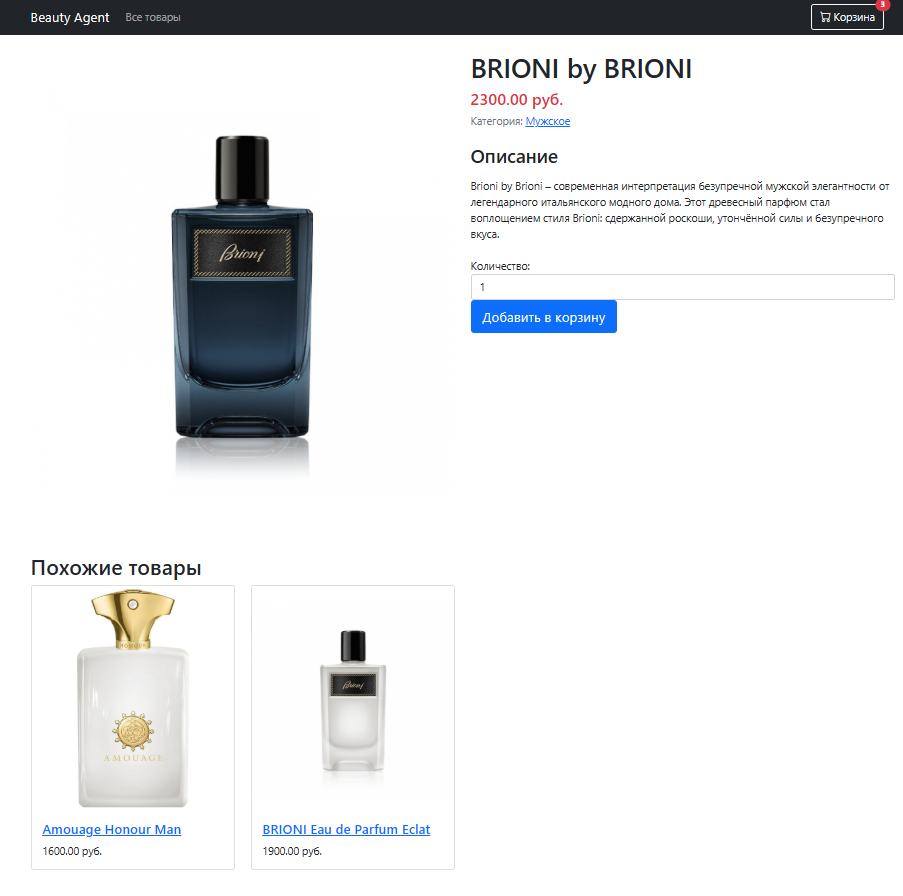 Beauty Agent Все товары Корзина 3
BRIONI by BRIONI
2300.00 руб.
Категория: Мужское
Описание
Brioni by Brioni – современная интерпретация безупречной мужской элегантности от
легендарного итальянского модного дома. Этот древесный парфюм стал
воплощением стиля Brioni: сдержанной роскоши, утончённой силы и безупречного
вкуса.
Количество:
1
Добавить в корзину
Brioni
Похожие товары
HONOUR
AMOUAGE
Brioni
Amouage Honour Man
1600.00 руб.
BRIONI Eau de Parfum Eclat
1900.00 руб.